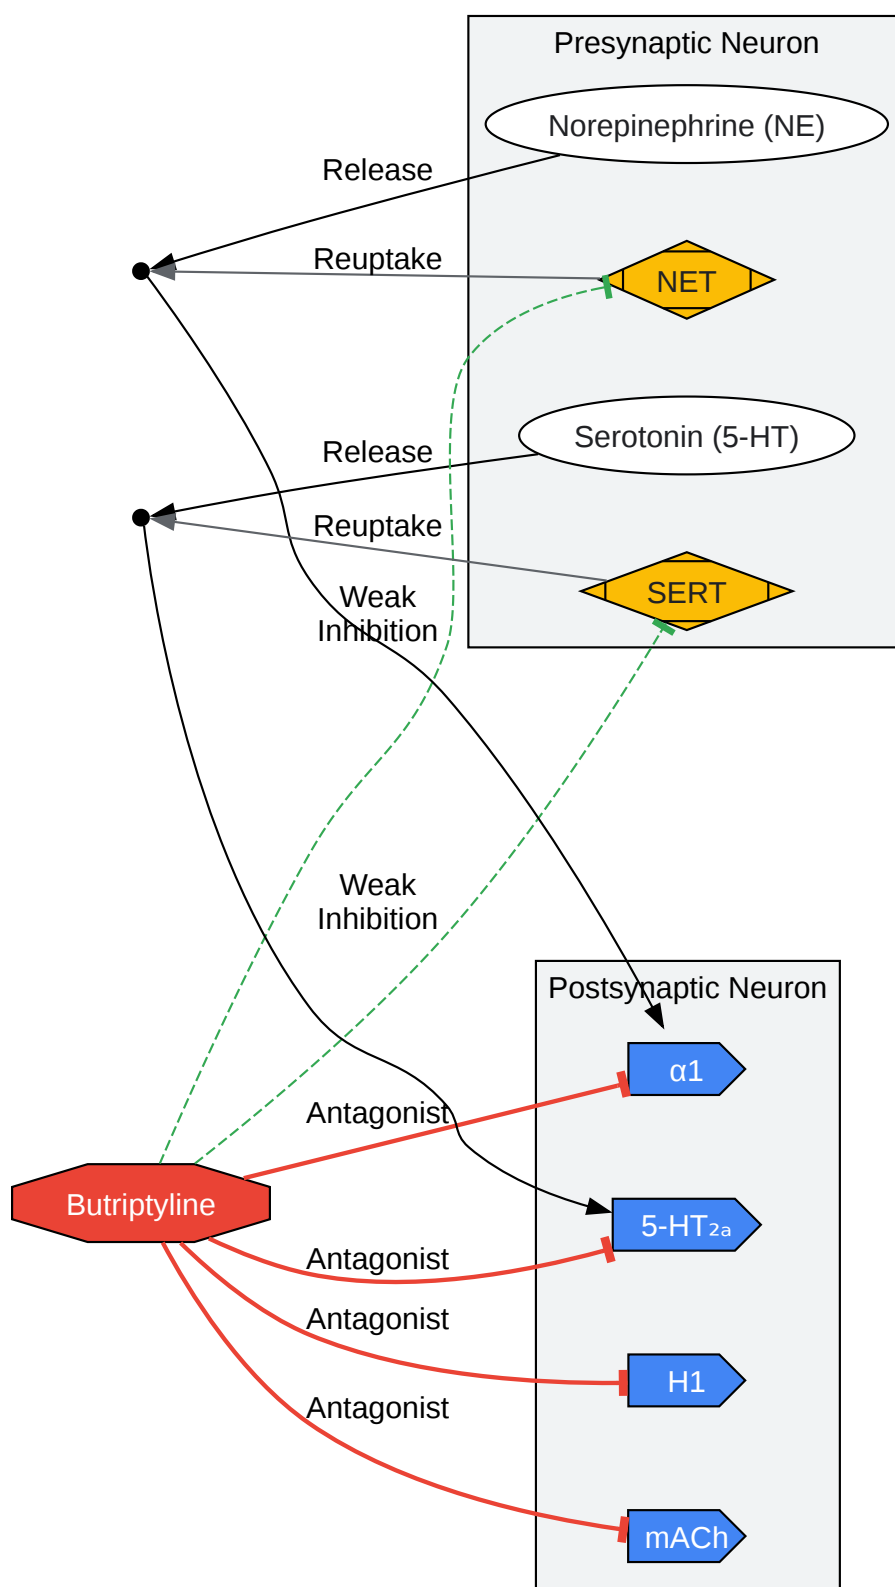 Presynaptic Neuron
Norepinephrine (NE)
Release
Reuptake
NET
Serotonin (5-HT)
Release
Reuptake
SERT
Weak
Inhibition
Weak
Inhibition
Postsynaptic Neuron
α1
Antagonist
Butriptyline
5-HT₂ₐ
Antagonist
Antagonist
H1
Antagonist
mACh